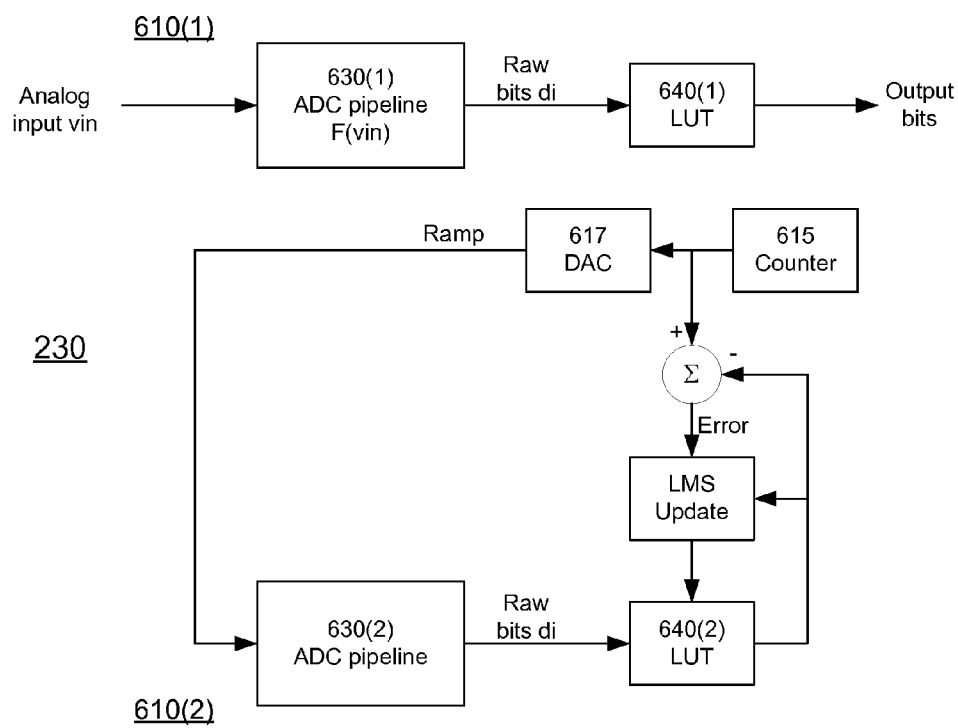 610(1)
Analog
input vin
630(1)
ADC pipeline
F(vin)
Raw
bits di
640(1)
LUT
Output
bits
Ramp
617
DAC
615
Counter
230
+
-
Σ
Error
LMS
Update
630(2)
ADC pipeline
Raw
bits di
640(2)
LUT
610(2)